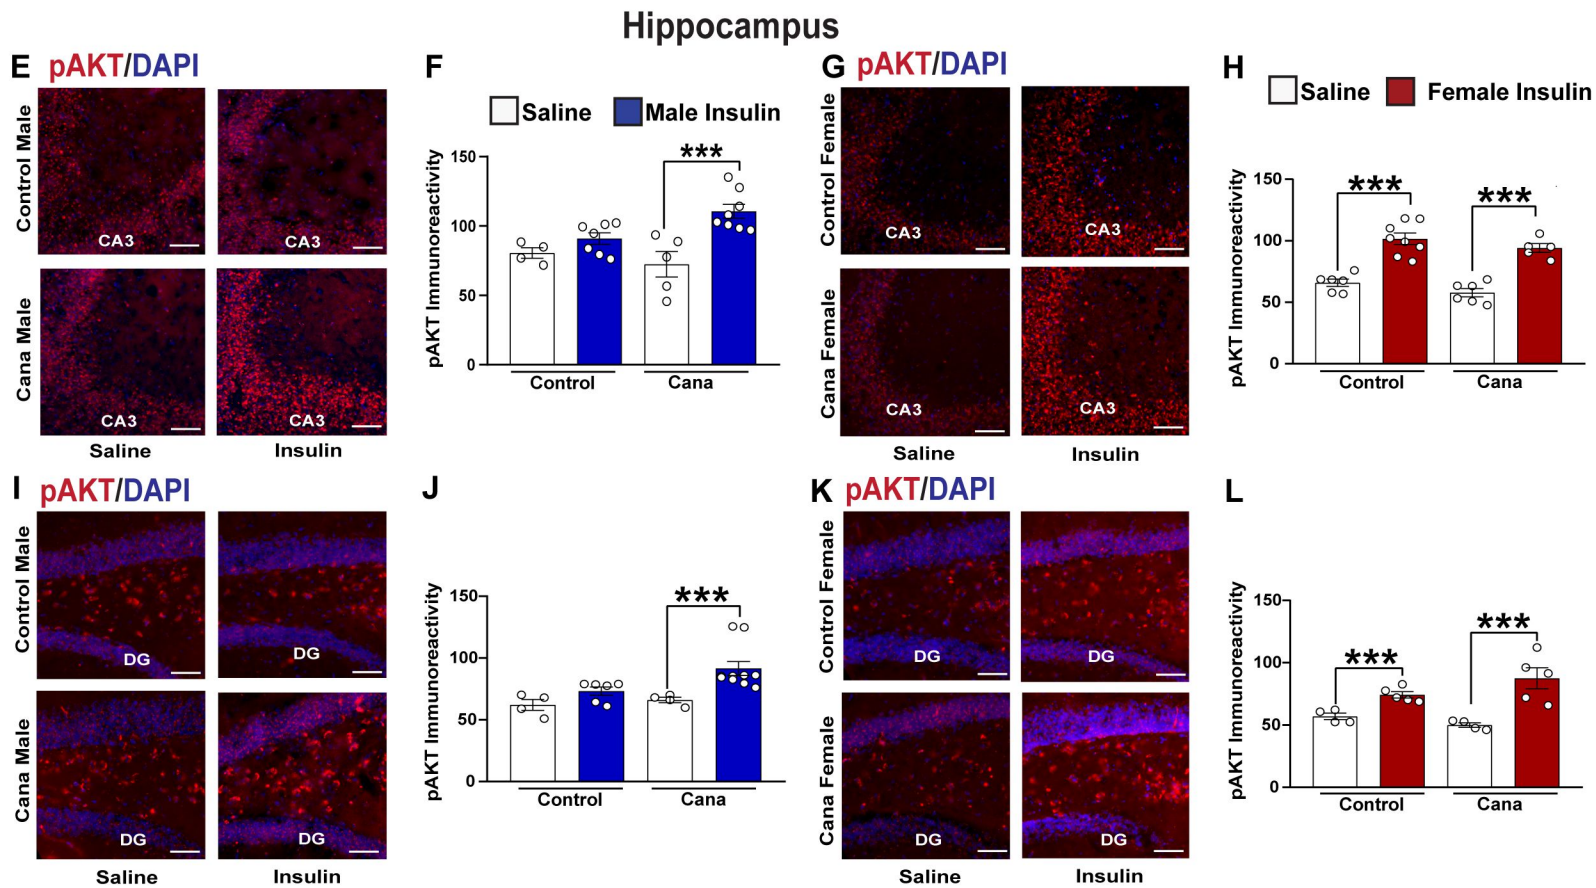 Hippocampus
E pAKT/DAPI
Control Male
CA3
CA3
Cana Male
CA3
CA3
Saline Insulin
F
Saline Male Insulin
pAKT Immunoreactivity
150
100
50
0
***
Control Cana
G pAKT/DAPI
Control Female
CA3
CA3
Cana Female
CA3
CA3
Saline Insulin
H
Saline Female Insulin
pAKT Immunoreactivity
150
100
50
0
*** ***
Control Cana
I pAKT/DAPI
Control Male
DG
DG
Cana Male
DG
DG
Saline Insulin
J
pAKT Immunoreactivity
150
100
50
0
***
Control Cana
K pAKT/DAPI
Control Female
DG
DG
Cana Female
DG
DG
Saline Insulin
L
pAKT Immunoreactivity
150
100
50
0
*** ***
Control Cana